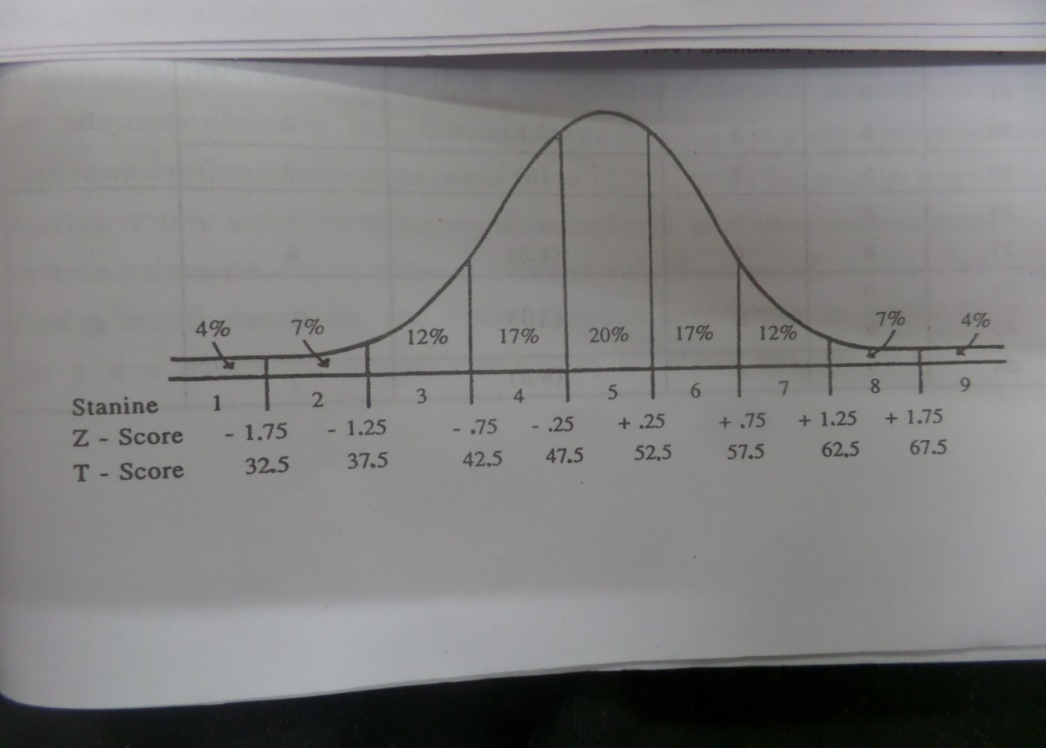 4% 7% 12% 17% 20% 17% 12% 7% 4%
Stanine 1 2 3 4 5 6 7 8 9
Z - Score - 1.75 - 1.25 - .75 - .25 + .25 + .75 + 1.25 + 1.75
T - Score 32.5 37.5 42.5 47.5 52.5 57.5 62.5 67.5